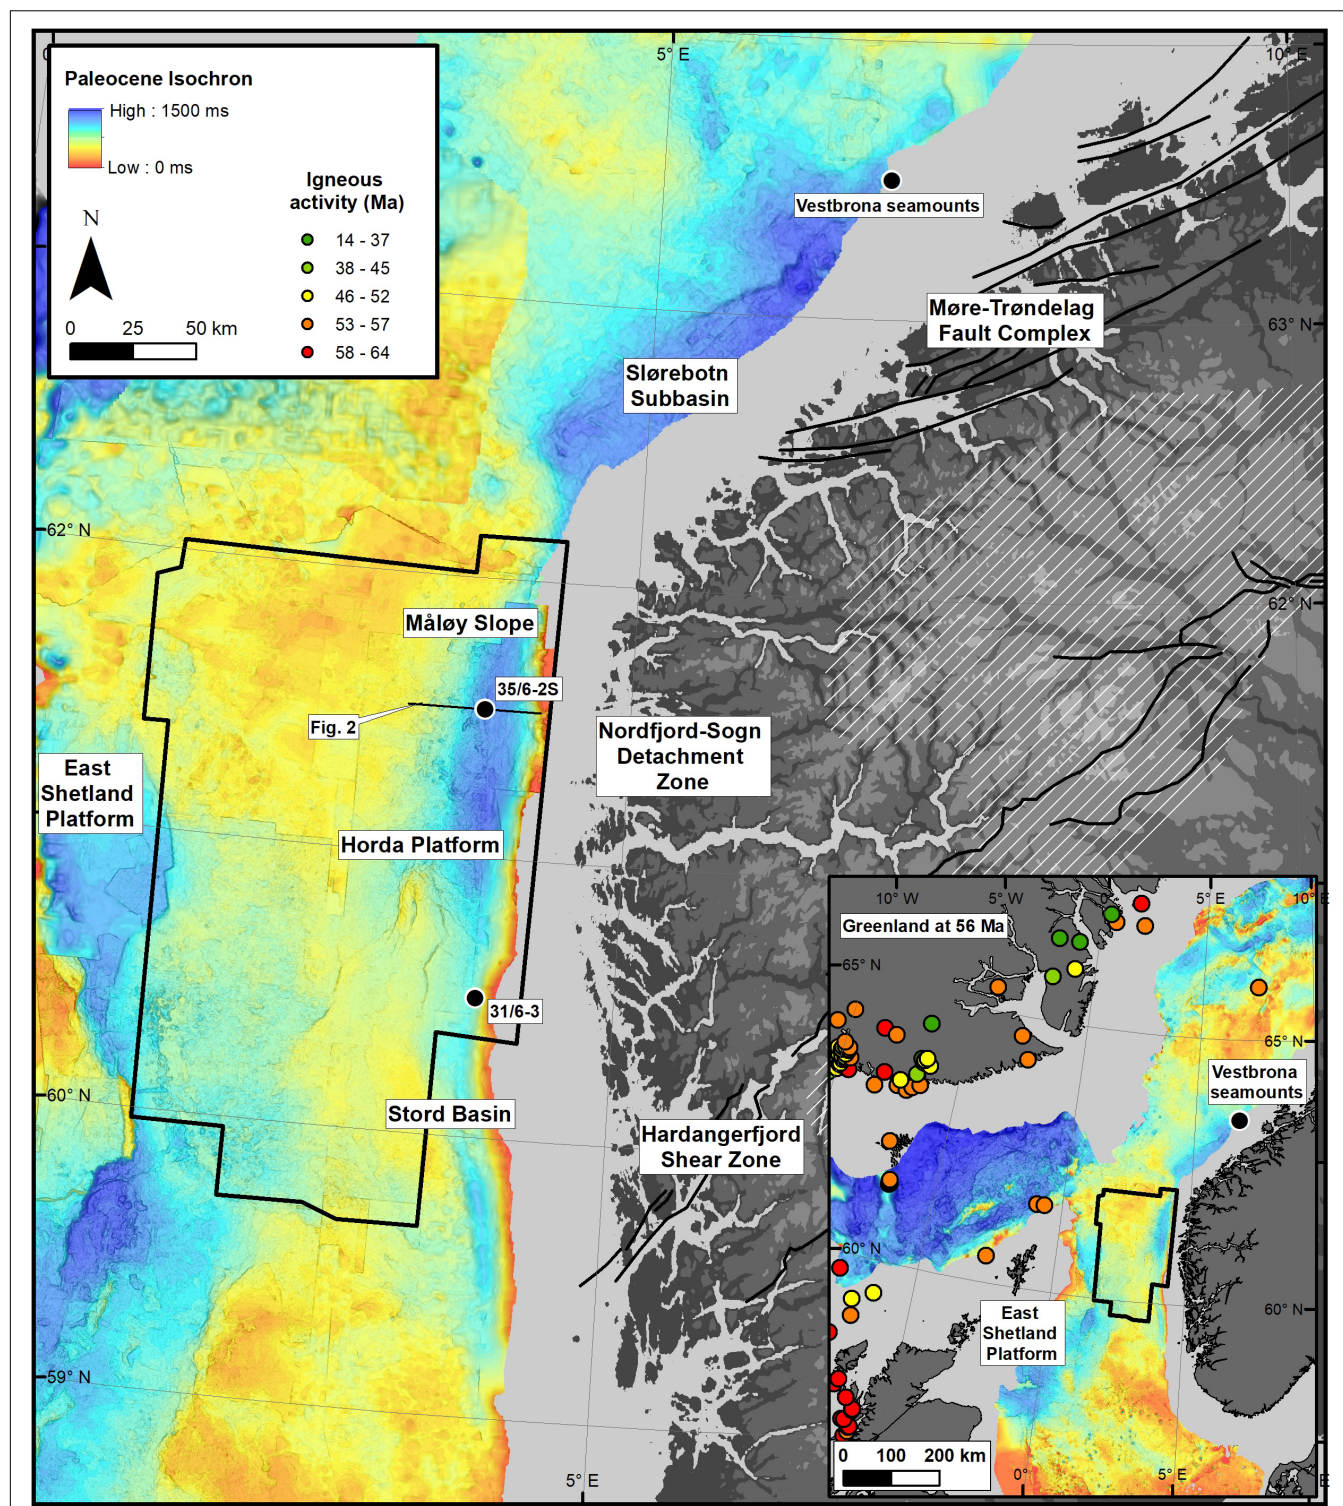 0°
5° E
10° E
Paleocene Isochron
High : 1500 ms
Low : 0 ms
Igneous
activity (Ma)
N
14 - 37
38 - 45
46 - 52
53 - 57
58 - 64
0 25 50 km
Vestbrona seamounts
Møre-Trøndelag
Fault Complex
63° N
Slørebotn
Subbasin
62° N
62° N
Måløy Slope
35/6-2S
Fig. 2
Nordfjord-Sogn
Detachment
Zone
East
Shetland
Platform
Horda Platform
31/6-3
60° N
Stord Basin
Hardangerfjord
Shear Zone
59° N
5° E
10° W
5° W
0°
5° E
10° E
Greenland at 56 Ma
65° N
65° N
Vestbrona
seamounts
60° N
60° N
East
Shetland
Platform
0 100 200 km
0°
5° E